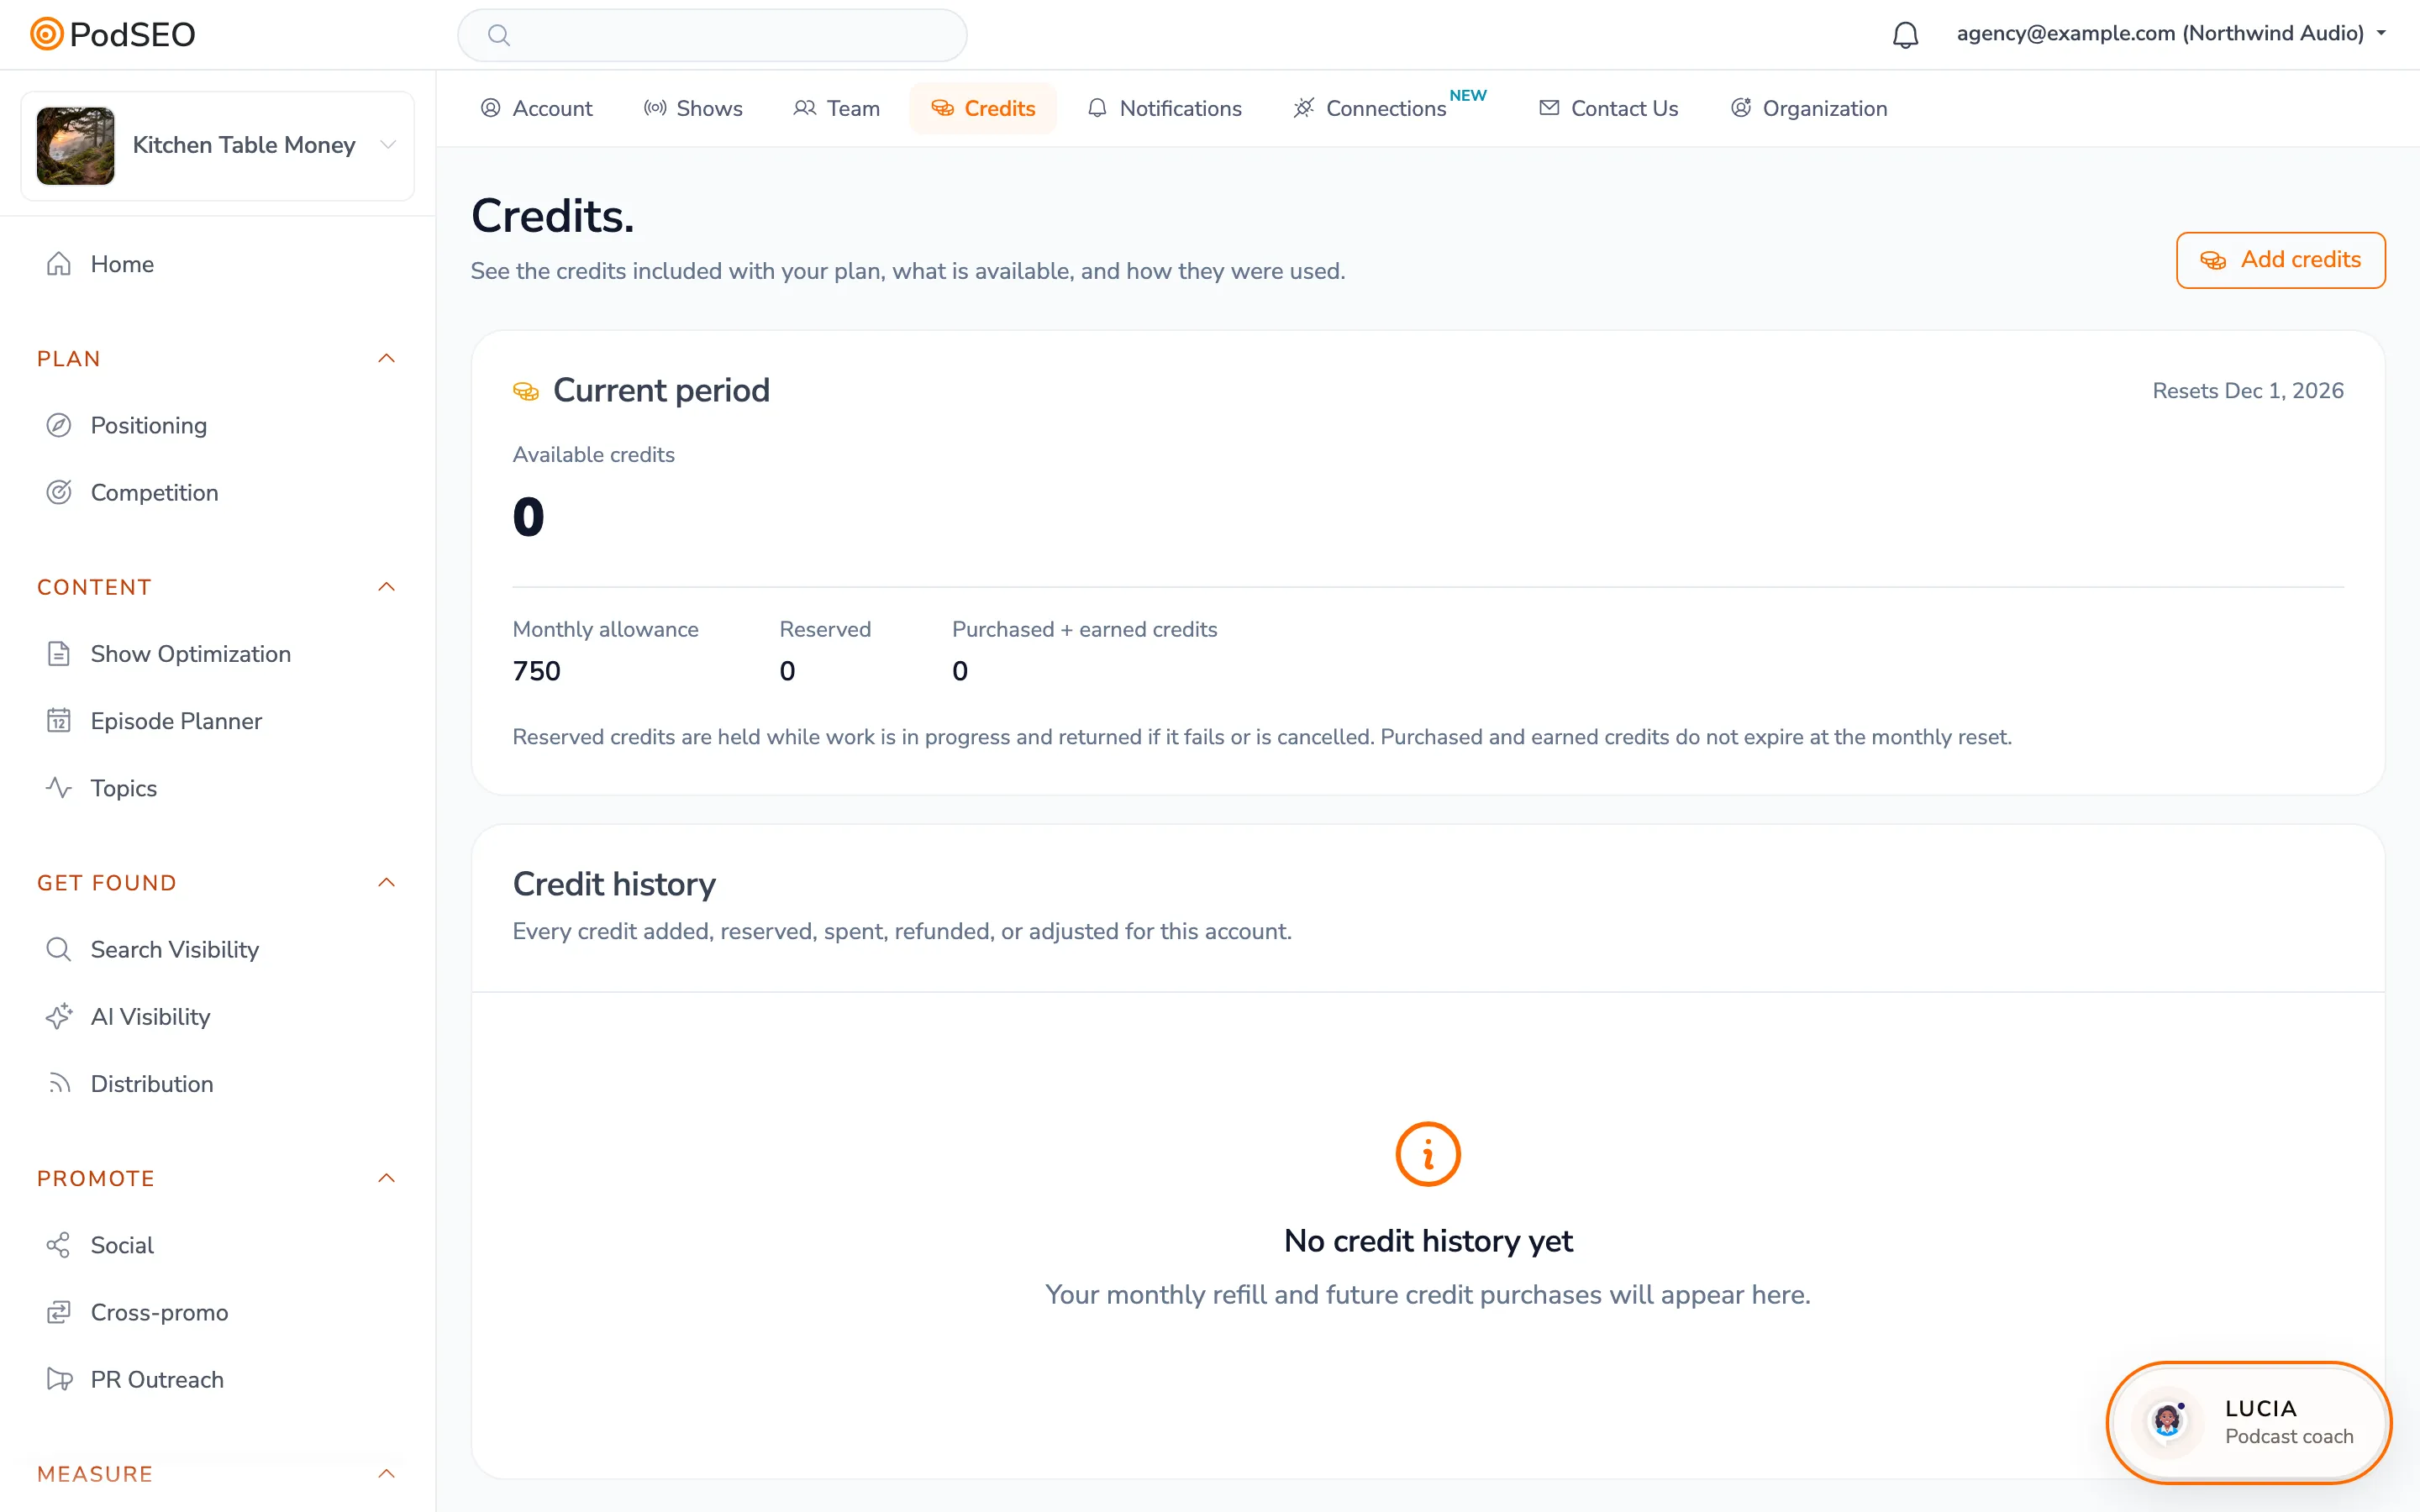 PodSEO
agency@example.com (Northwind Audio)
Kitchen Table Money
Home
PLAN
Positioning
Competition
CONTENT
Show Optimization
12
Episode Planner
Topics
GET FOUND
Search Visibility
AI Visibility
Distribution
PROMOTE
Social
Cross-promo
PR Outreach
MEASURE
Account
Shows
Team
Credits
Notifications
Connections NEW
Contact Us
Organization
Credits.
See the credits included with your plan, what is available, and how they were used.
Add credits
Current period
Resets Dec 1, 2026
Available credits
0
Monthly allowance
750
Reserved
0
Purchased + earned credits
0
Reserved credits are held while work is in progress and returned if it fails or is cancelled. Purchased and earned credits do not expire at the monthly reset.
Credit history
Every credit added, reserved, spent, refunded, or adjusted for this account.
No credit history yet
Your monthly refill and future credit purchases will appear here.
LUCIA
Podcast coach